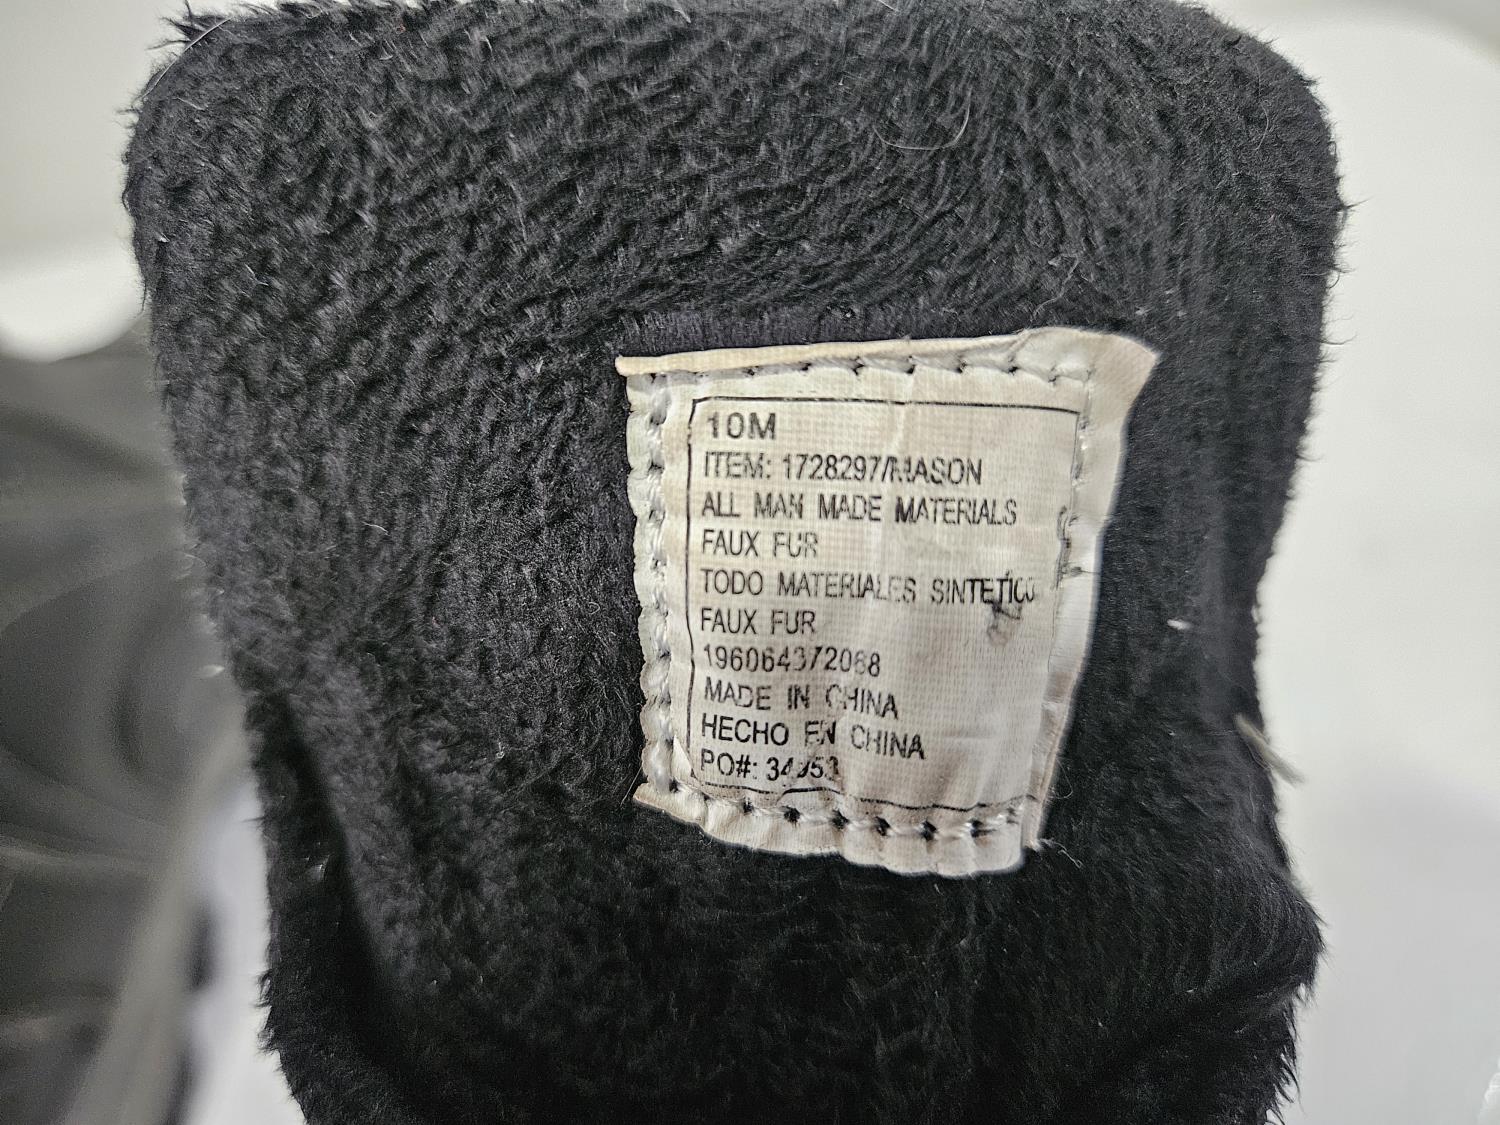 10M
ITEM: 1728297/MASON
ALL MAN MADE MATERIALS
FAUX FUR
TODO MATERIALES SINTETICO
FAUX FUR
196064372068
MADE IN CHINA
HECHO EN CHINA
PO#: